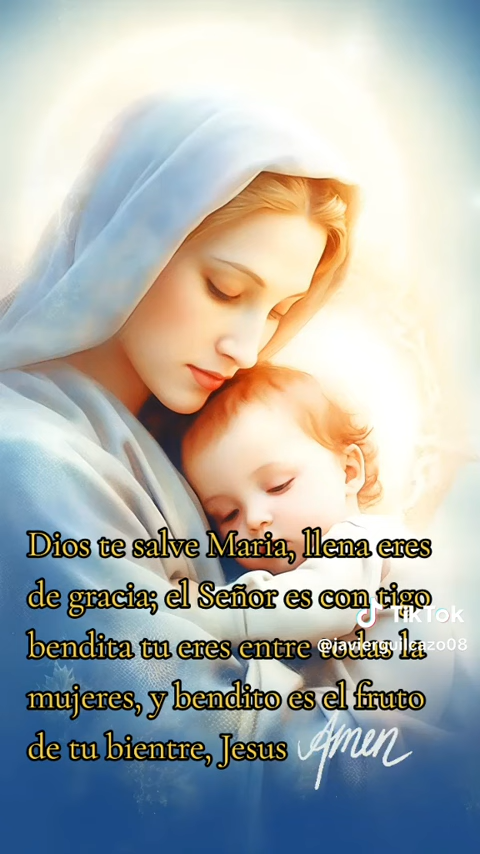 Dios te salve Maria, llena eres
de gracia; el Señor es con tigo
TikTok
bendita tu eres entre todas la
@javierguilcazo08
mujeres, y bendito es el fruto
de tu bientre, Jesus Amen